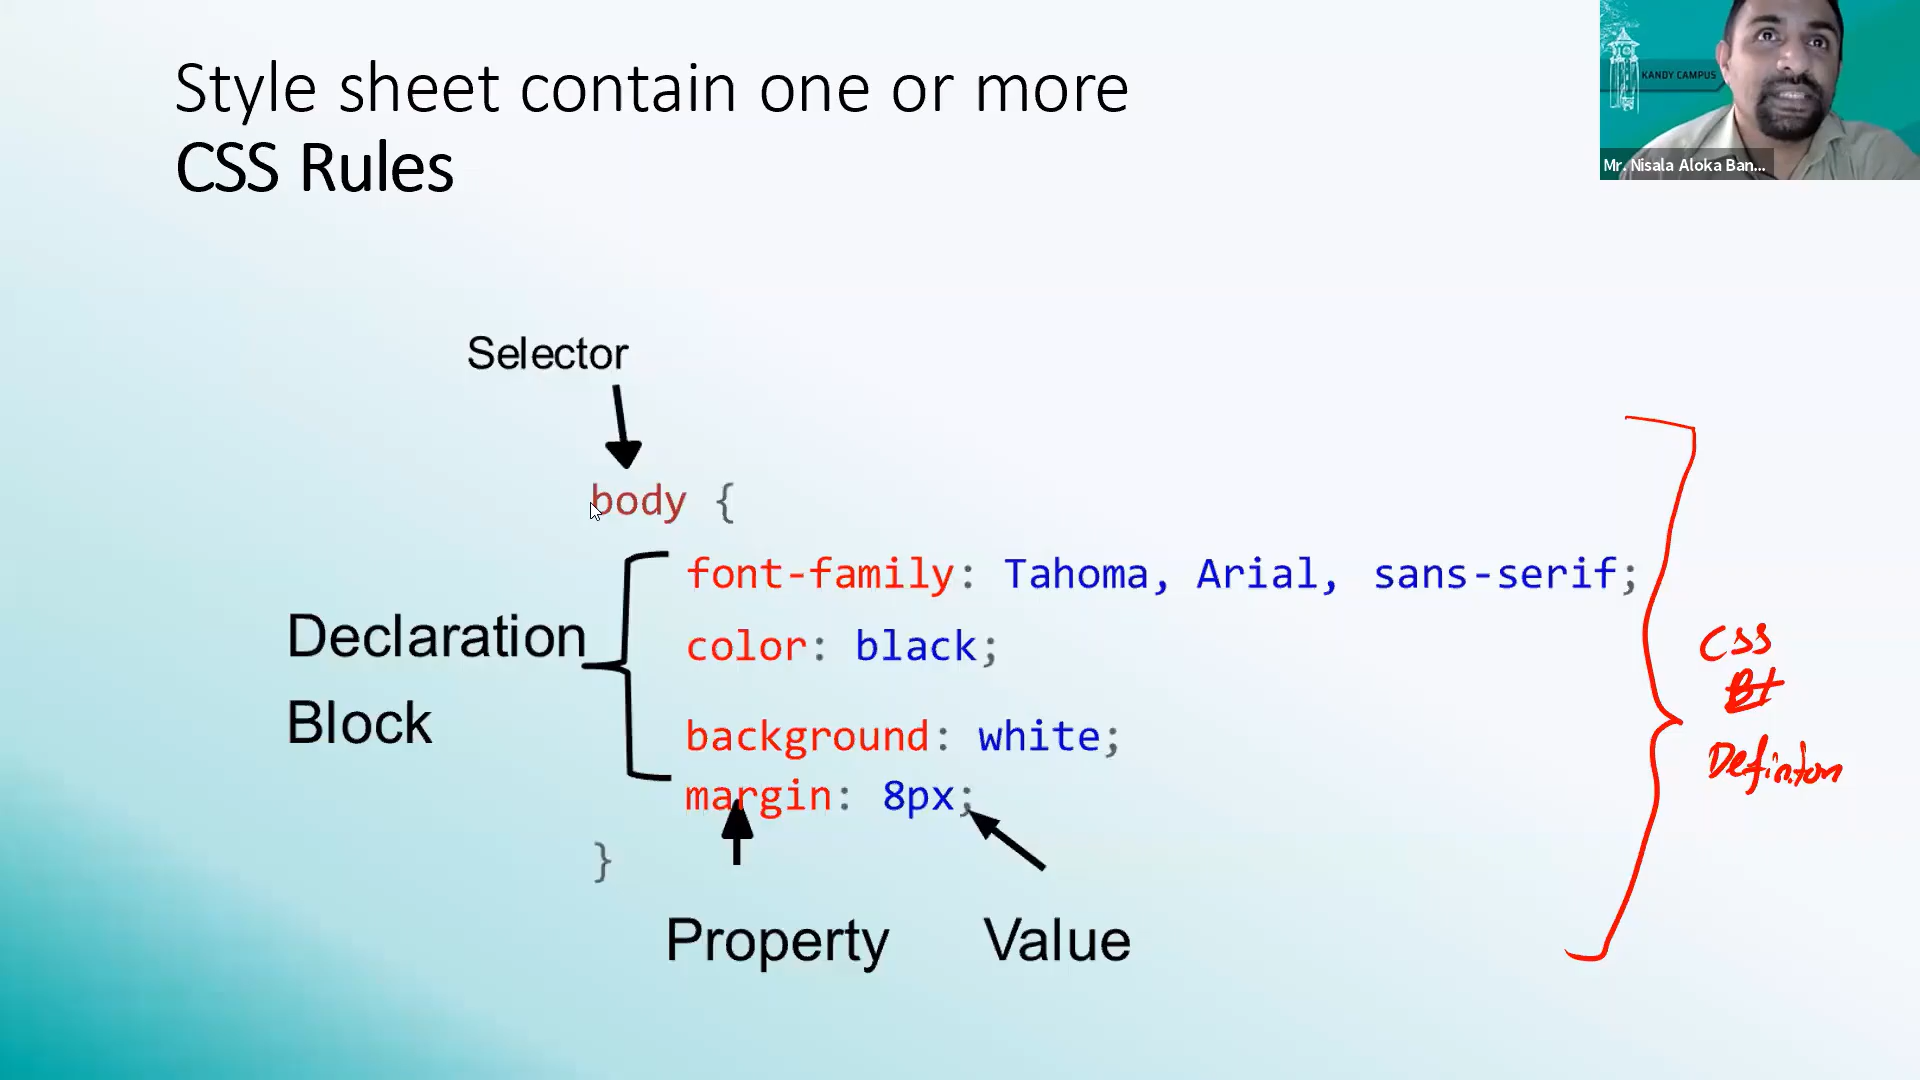 Style sheet contain one or more
CSS Rules
KANDY CAMPUS
Mr. Nisala Aloka Ban...
Selector
body {
font-family: Tahoma, Arial, sans-serif;
Declaration
Block
color: black;
background: white;
margin: 8px;
}
Property
Value
CSS
Definiton